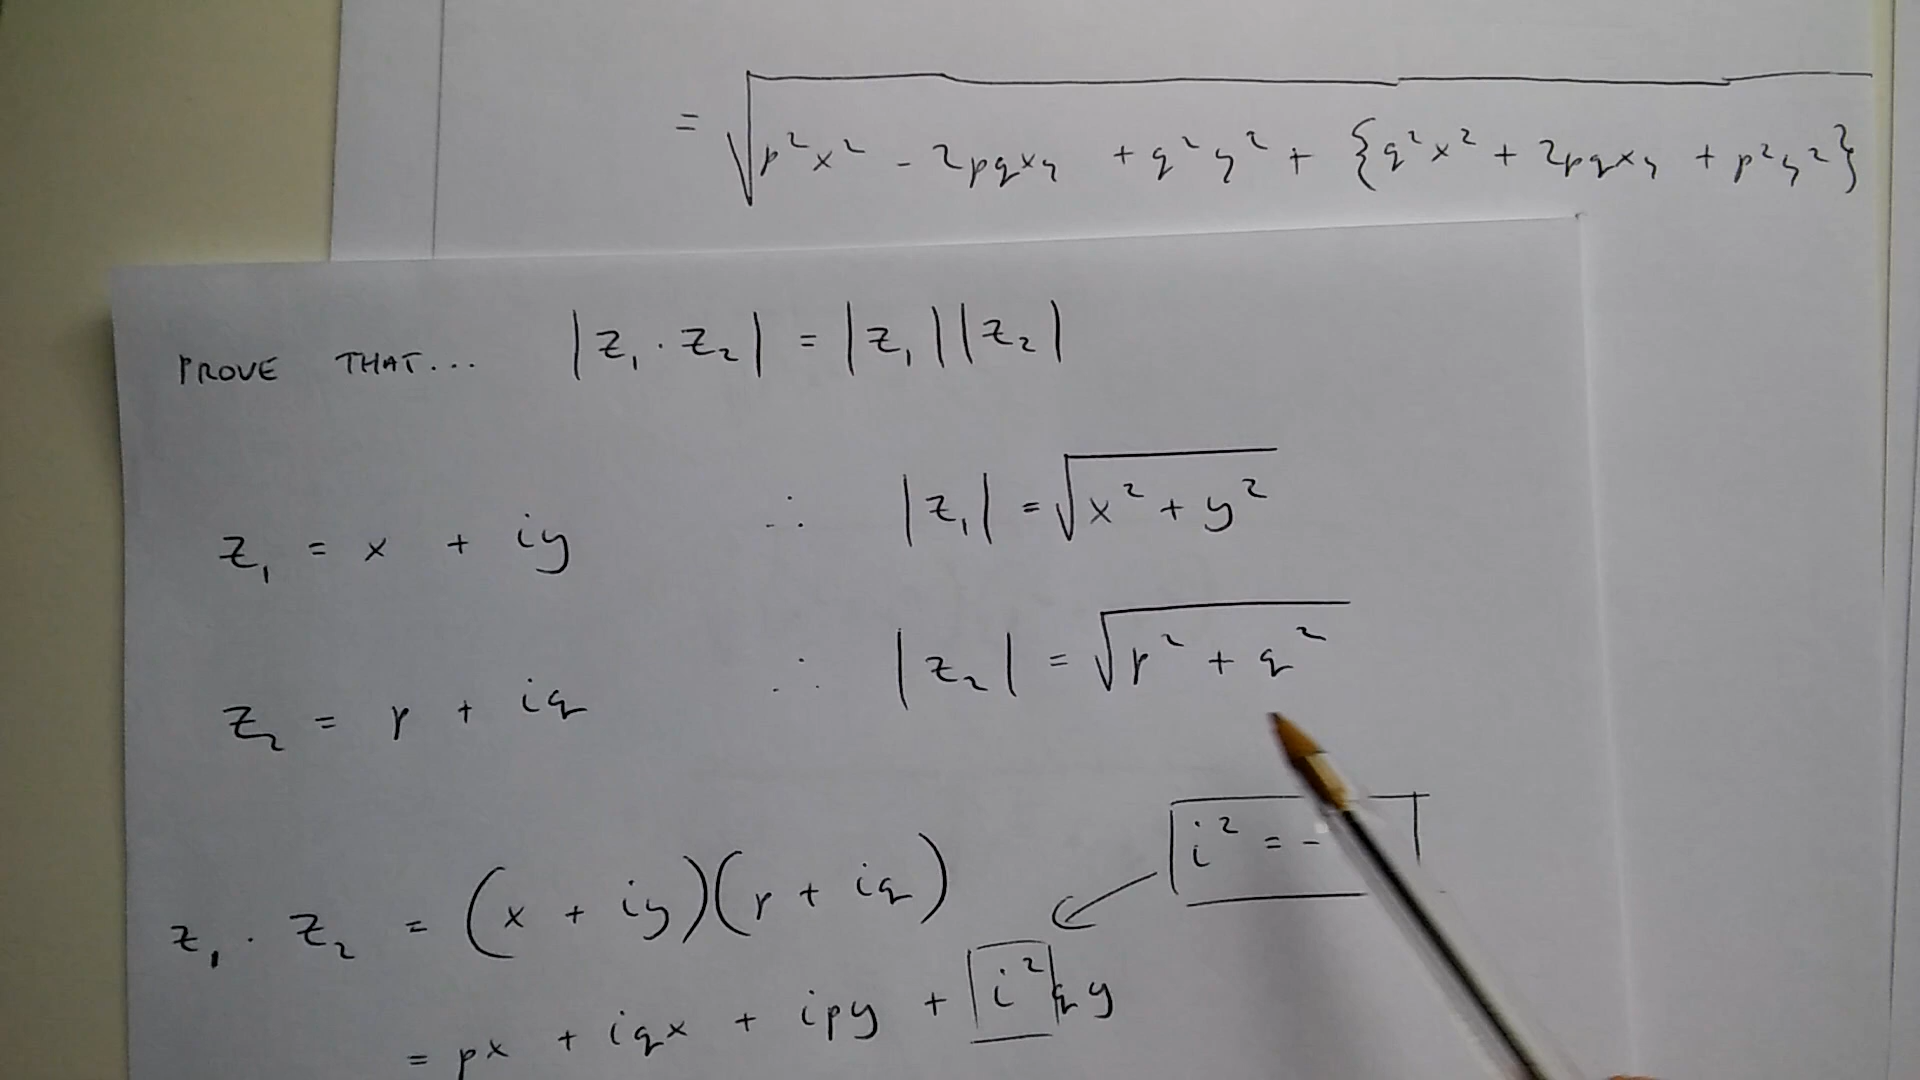 = √(p²x² - 2pqxy + q²y² + {q²x² + 2pqxy + p²y²})
PROVE THAT... |z₁ · z₂| = |z₁||z₂|
z₁ = x + iy ∴ |z₁| = √(x² + y²)
z₂ = p + iq ∴ |z₂| = √(p² + q²)
i² = -
z₁ · z₂ = (x + iy)(p + iq)
= px + iqx + ipy + i²qy